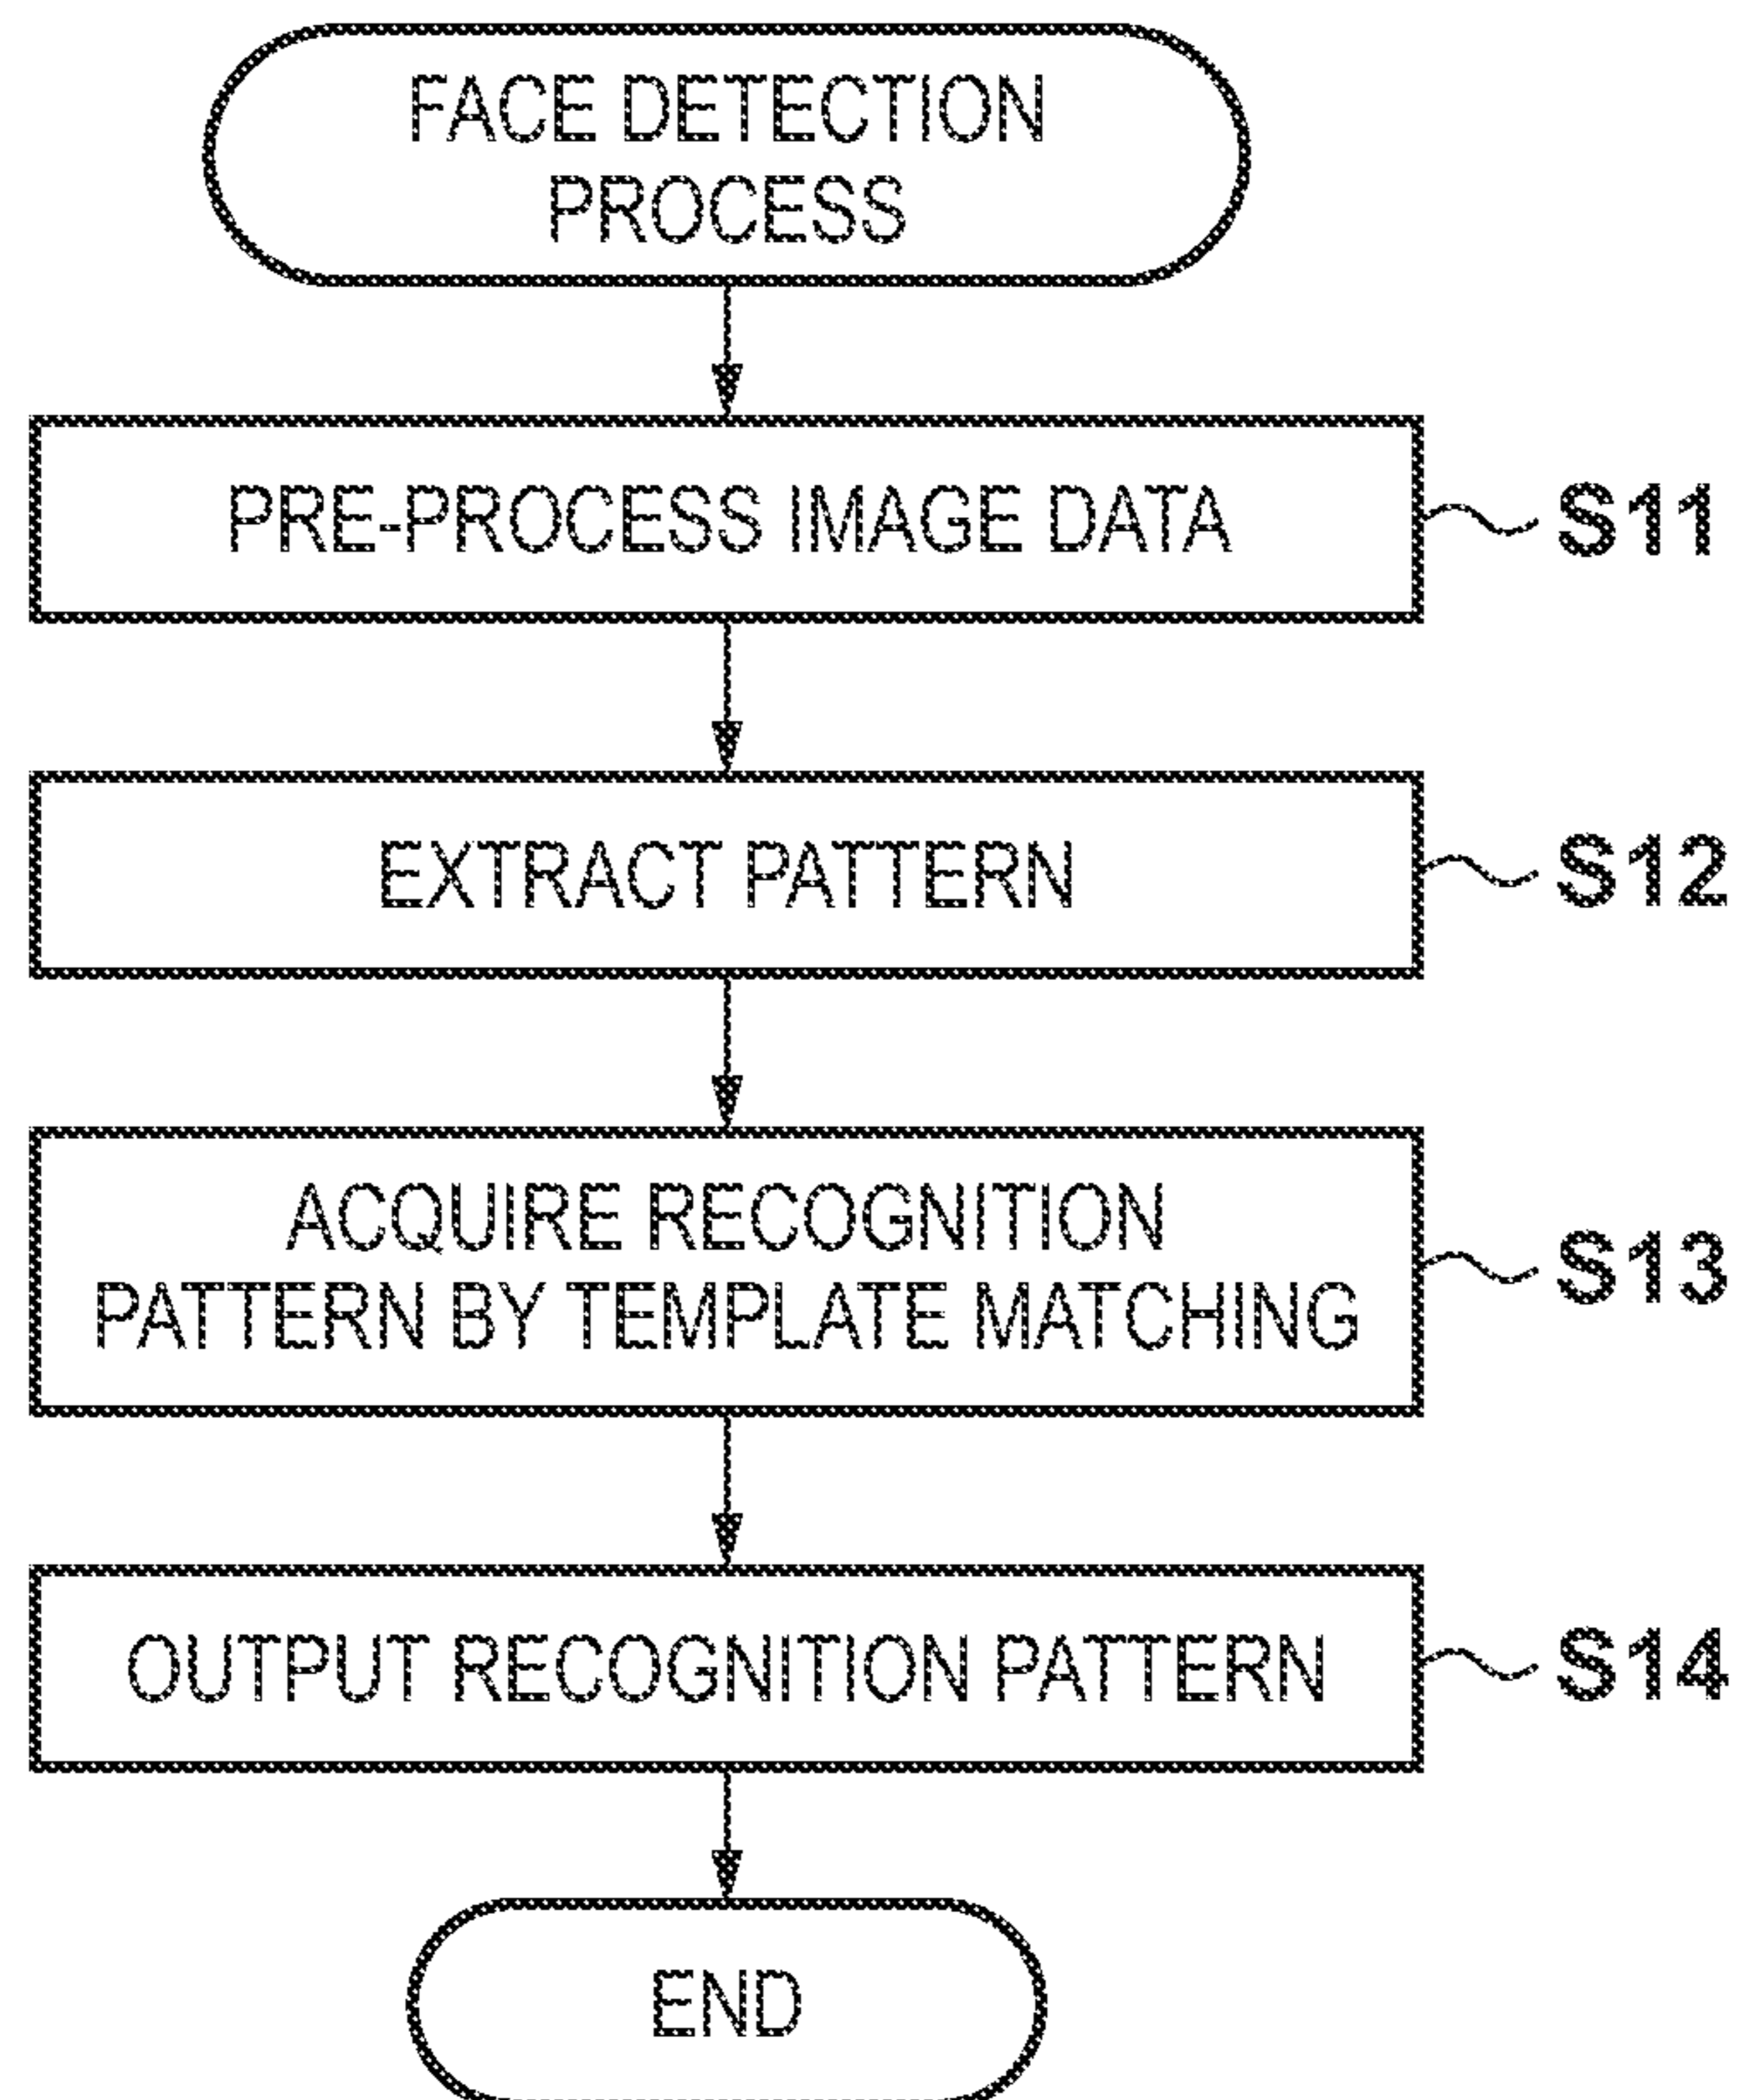 FACE DETECTION
PROCESS
PRE-PROCESS IMAGE DATA
S11
EXTRACT PATTERN
S12
ACQUIRE RECOGNITION
PATTERN BY TEMPLATE MATCHING
S13
OUTPUT RECOGNITION PATTERN
S14
END